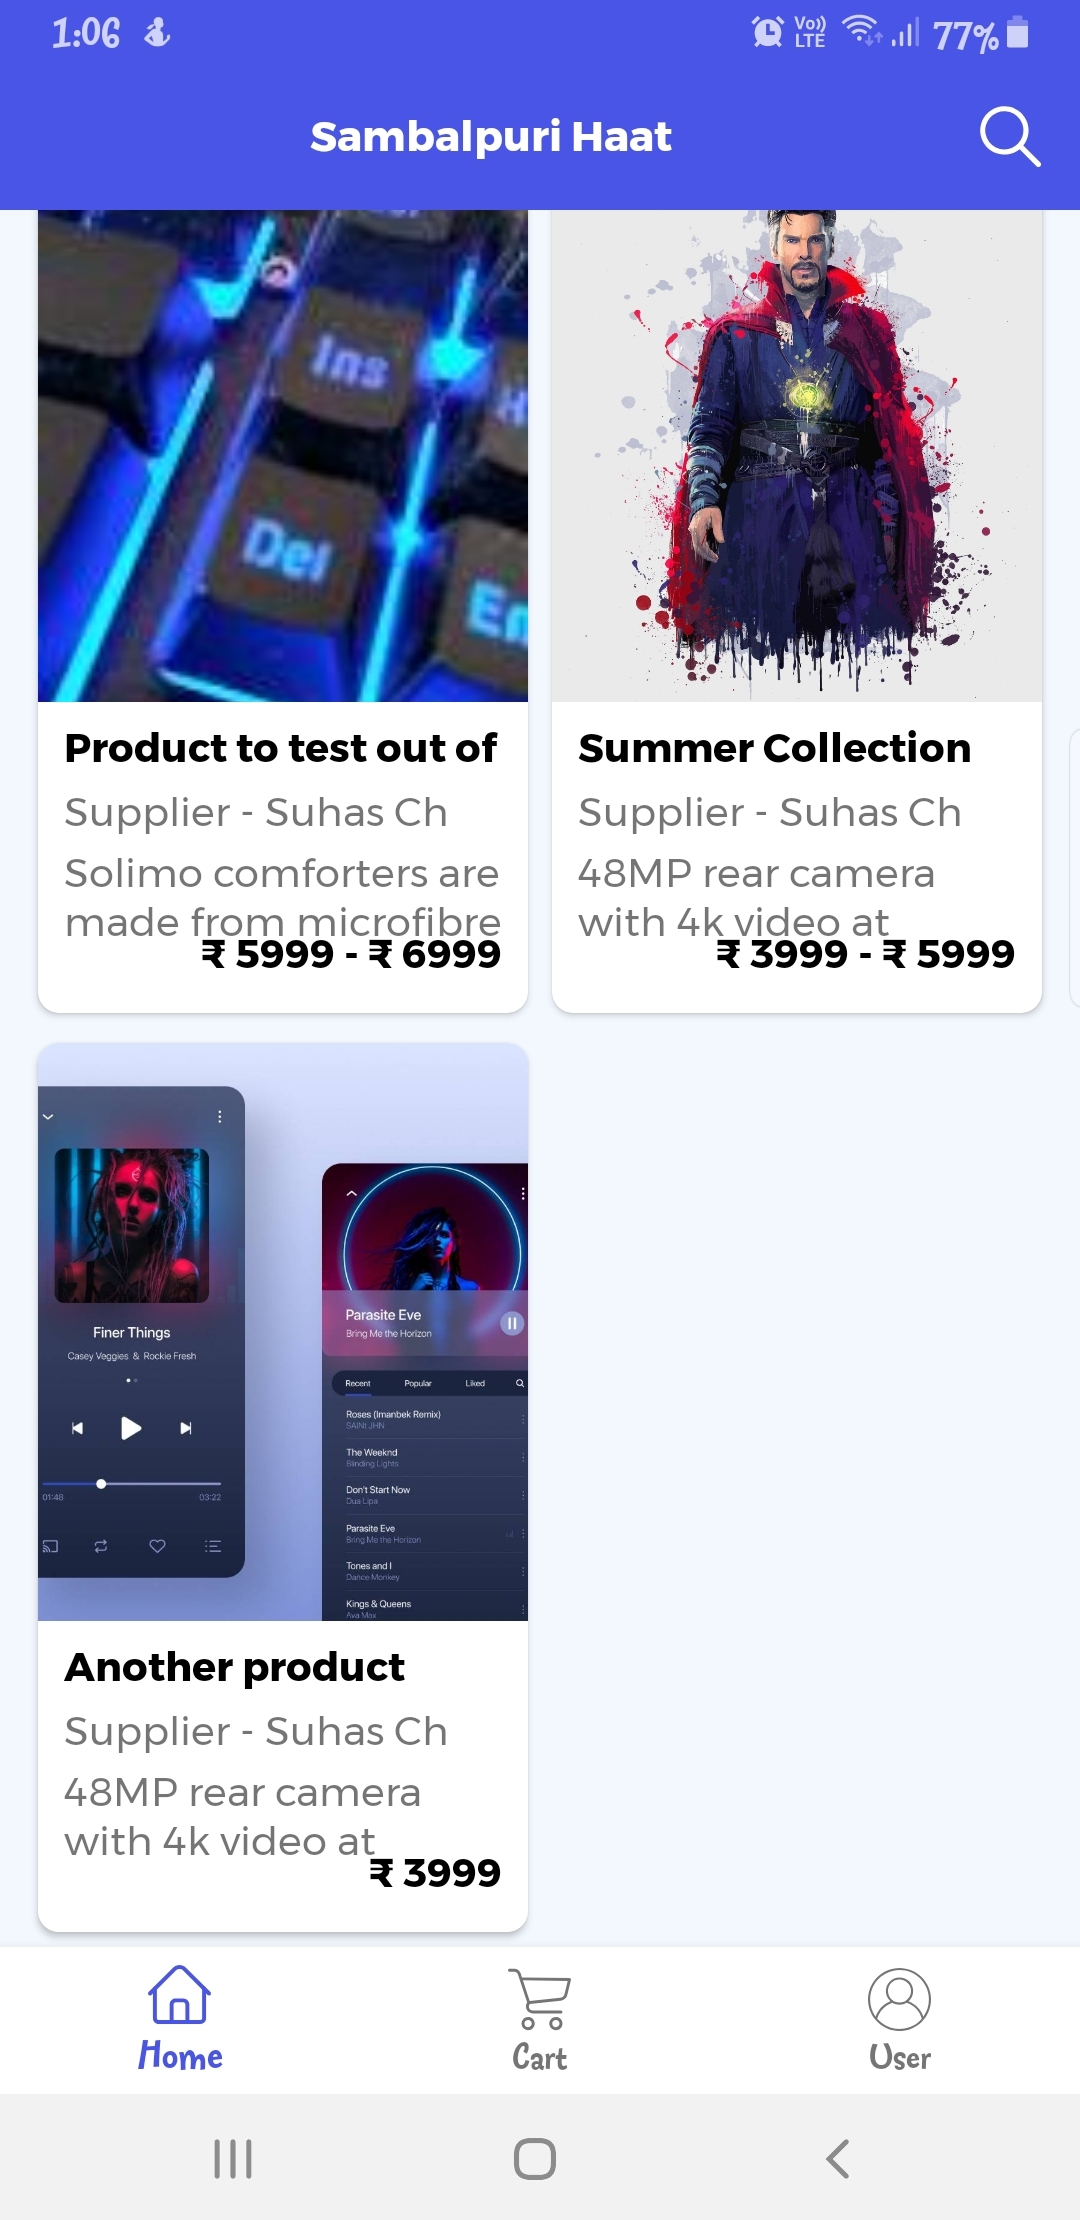 1:06
Vo)) LTE
77%
Sambalpuri Haat
Ins
Del
Product to test out of
Supplier - Suhas Ch
Solimo comforters are
made from microfibre
₹ 5999 - ₹ 6999
Summer Collection
Supplier - Suhas Ch
48MP rear camera
with 4k video at
₹ 3999 - ₹ 5999
Finer Things
Casey Veggies & Rockie Fresh
01:48
03:22
Parasite Eve
Bring Me the Horizon
Recent Popular Liked
Roses (Imanbek Remix)
SAINt JHN
The Weeknd
Blinding Lights
Don't Start Now
Dua Lipa
Parasite Eve
Bring Me the Horizon
Tones and I
Dance Monkey
Kings & Queens
Ava Max
Another product
Supplier - Suhas Ch
48MP rear camera
with 4k video at
₹ 3999
Home
Cart
User